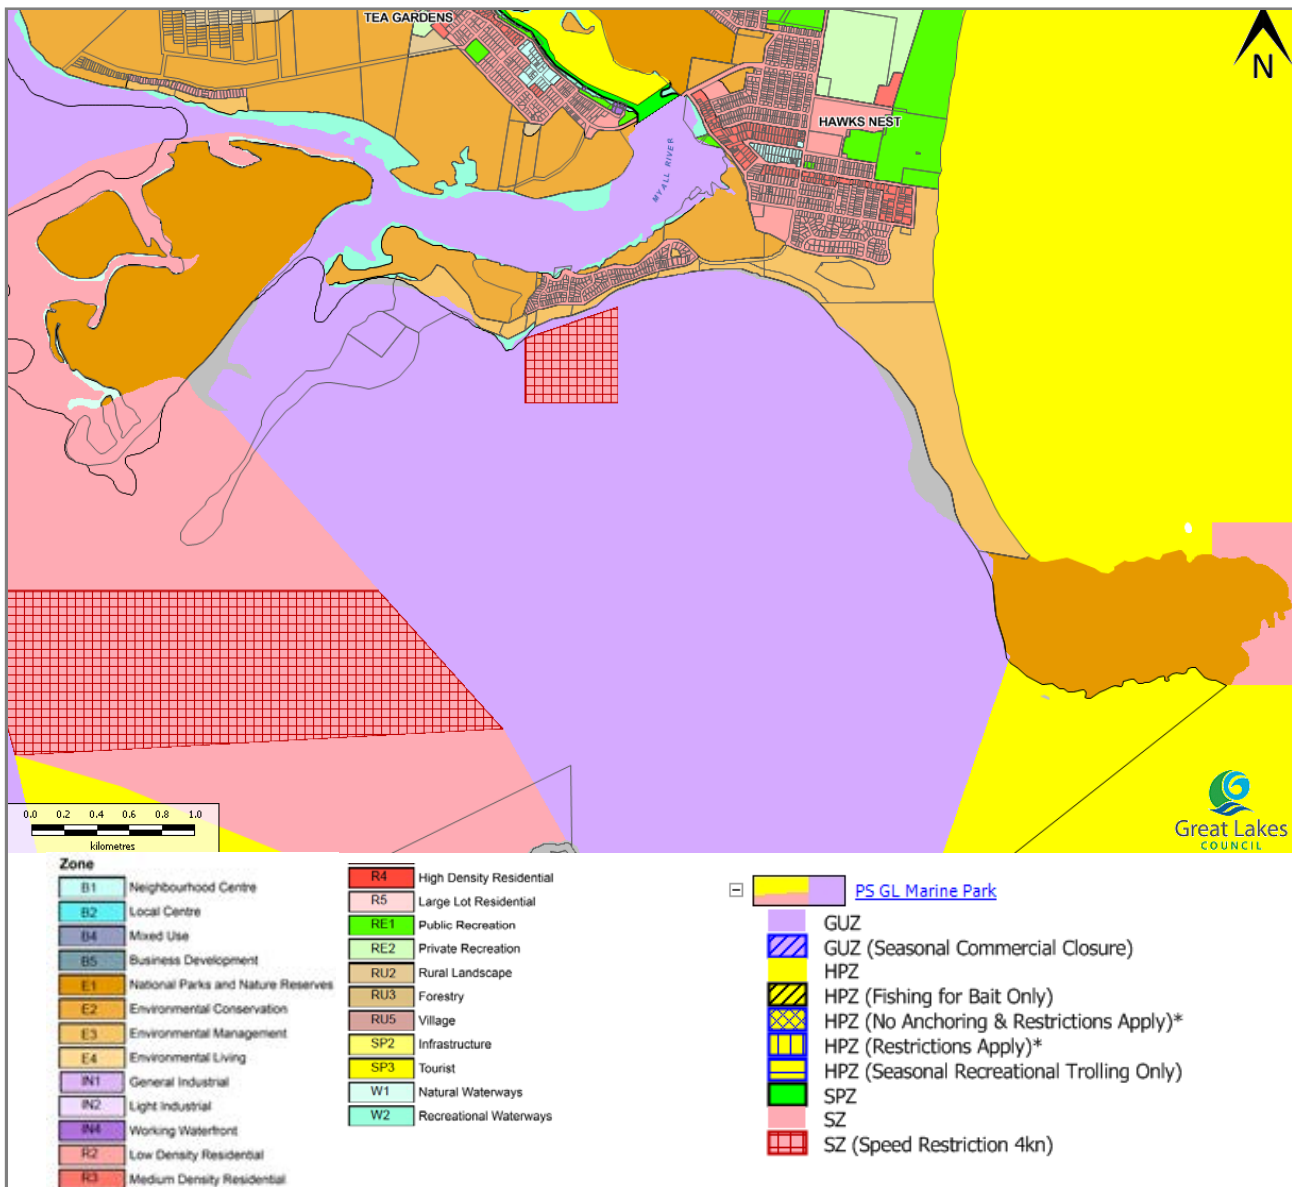 TEA GARDENS
N
HAWKS NEST
MYALL RIVER
0.0 0.2 0.4 0.6 0.8 1.0
kilometres
Great Lakes
COUNCIL
Zone
B1 Neighbourhood Centre
B2 Local Centre
B4 Mixed Use
B5 Business Development
E1 National Parks and Nature Reserves
E2 Environmental Conservation
E3 Environmental Management
E4 Environmental Living
IN1 General Industrial
IN2 Light Industrial
IN4 Working Waterfront
R2 Low Density Residential
R3 Medium Density Residential
R4 High Density Residential
R5 Large Lot Residential
RE1 Public Recreation
RE2 Private Recreation
RU2 Rural Landscape
RU3 Forestry
RU5 Village
SP2 Infrastructure
SP3 Tourist
W1 Natural Waterways
W2 Recreational Waterways
PS GL Marine Park
GUZ
GUZ (Seasonal Commercial Closure)
HPZ
HPZ (Fishing for Bait Only)
HPZ (No Anchoring & Restrictions Apply)*
HPZ (Restrictions Apply)*
HPZ (Seasonal Recreational Trolling Only)
SPZ
SZ
SZ (Speed Restriction 4kn)